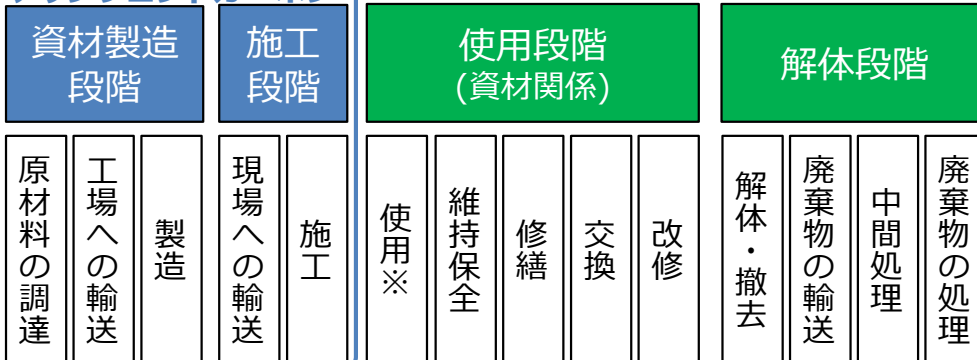 資材製造
段階
施工
段階
使用段階
(資材関係)
解体段階
原材料の調達
工場への輸送
製造
現場への輸送
施工
使用※
維持保全
修繕
交換
改修
解体・撤去
廃棄物の輸送
中間処理
廃棄物の処理